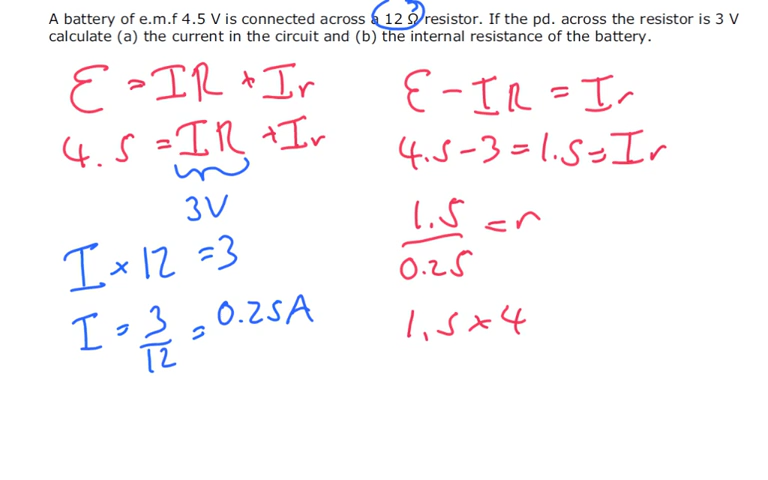 A battery of e.m.f 4.5 V is connected across a 12 Ω resistor. If the pd. across the resistor is 3 V
calculate (a) the current in the circuit and (b) the internal resistance of the battery.
Ɛ = IR + Ir
4.5 = IR + Ir
3V
I × 12 = 3
I = 3/12 = 0.25A
Ɛ - IR = Ir
4.5 - 3 = 1.5 = Ir
1.5/0.25 = r
1.5 × 4